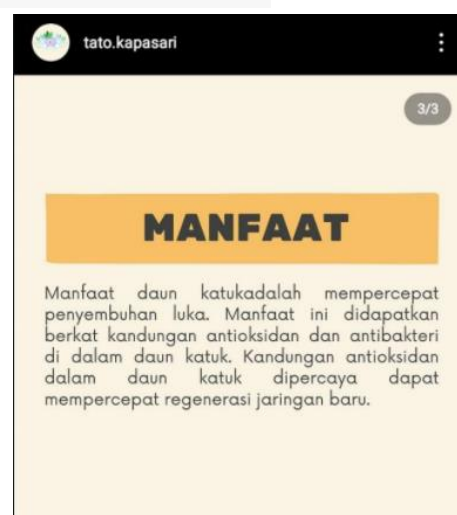 tato.kapasari
3/3
MANFAAT
Manfaat daun katukadalah mempercepat
penyembuhan luka. Manfaat ini didapatkan
berkat kandungan antioksidan dan antibakteri
di dalam daun katuk. Kandungan antioksidan
dalam daun katuk dipercaya dapat
mempercepat regenerasi jaringan baru.